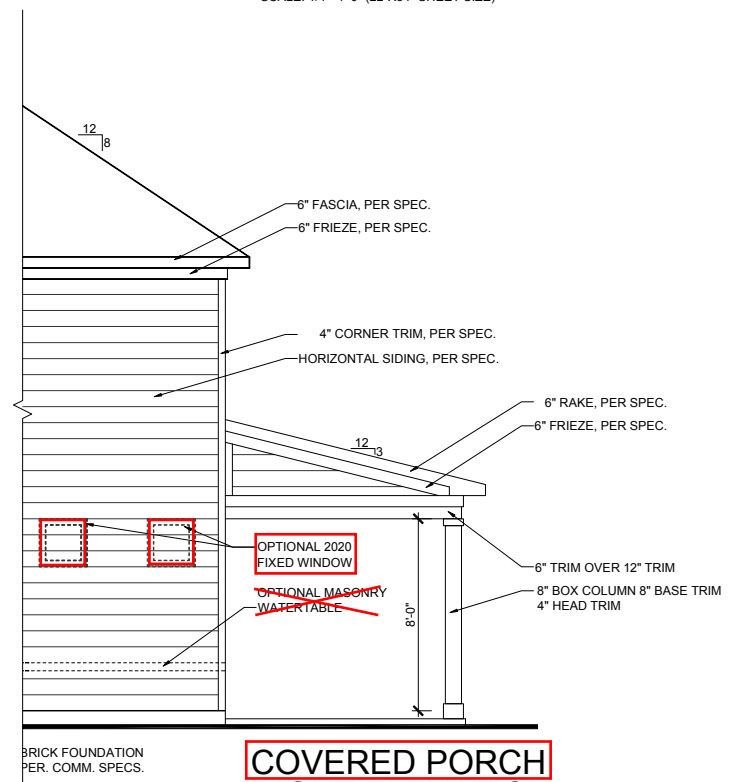 12
8
6" FASCIA, PER SPEC.
6" FRIEZE, PER SPEC.
4" CORNER TRIM, PER SPEC.
HORIZONTAL SIDING, PER SPEC.
6" RAKE, PER SPEC.
6" FRIEZE, PER SPEC.
12
3
OPTIONAL 2020
FIXED WINDOW
OPTIONAL MASONRY
WATERTABLE
8'-0"
6" TRIM OVER 12" TRIM
8" BOX COLUMN 8" BASE TRIM
4" HEAD TRIM
BRICK FOUNDATION
PER. COMM. SPECS.
COVERED PORCH